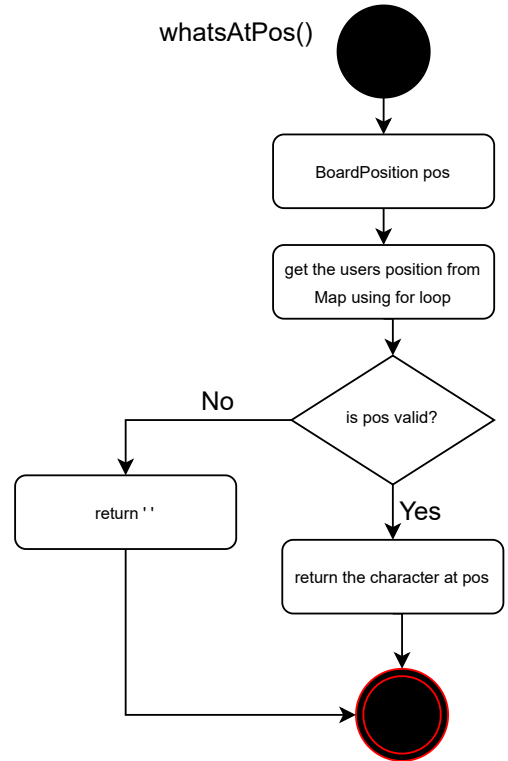 whatsAtPos()
BoardPosition pos
get the users position from
Map using for loop
is pos valid?
No
return ' '
Yes
return the character at pos